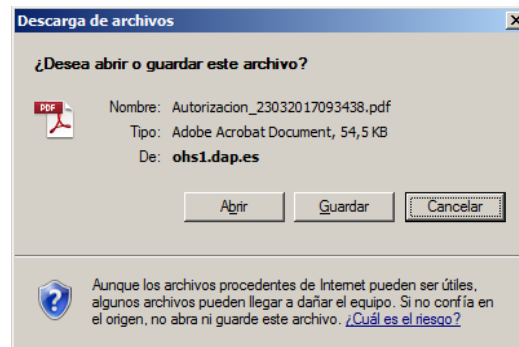 Descarga de archivos
¿Desea abrir o guardar este archivo?
PDF
Nombre: Autorizacion_23032017093438.pdf
Tipo: Adobe Acrobat Document, 54,5 KB
De: ohs1.dap.es
Abrir Guardar Cancelar
Aunque los archivos procedentes de Internet pueden ser útiles,
algunos archivos pueden llegar a dañar el equipo. Si no confía en
el origen, no abra ni guarde este archivo. ¿Cuál es el riesgo?